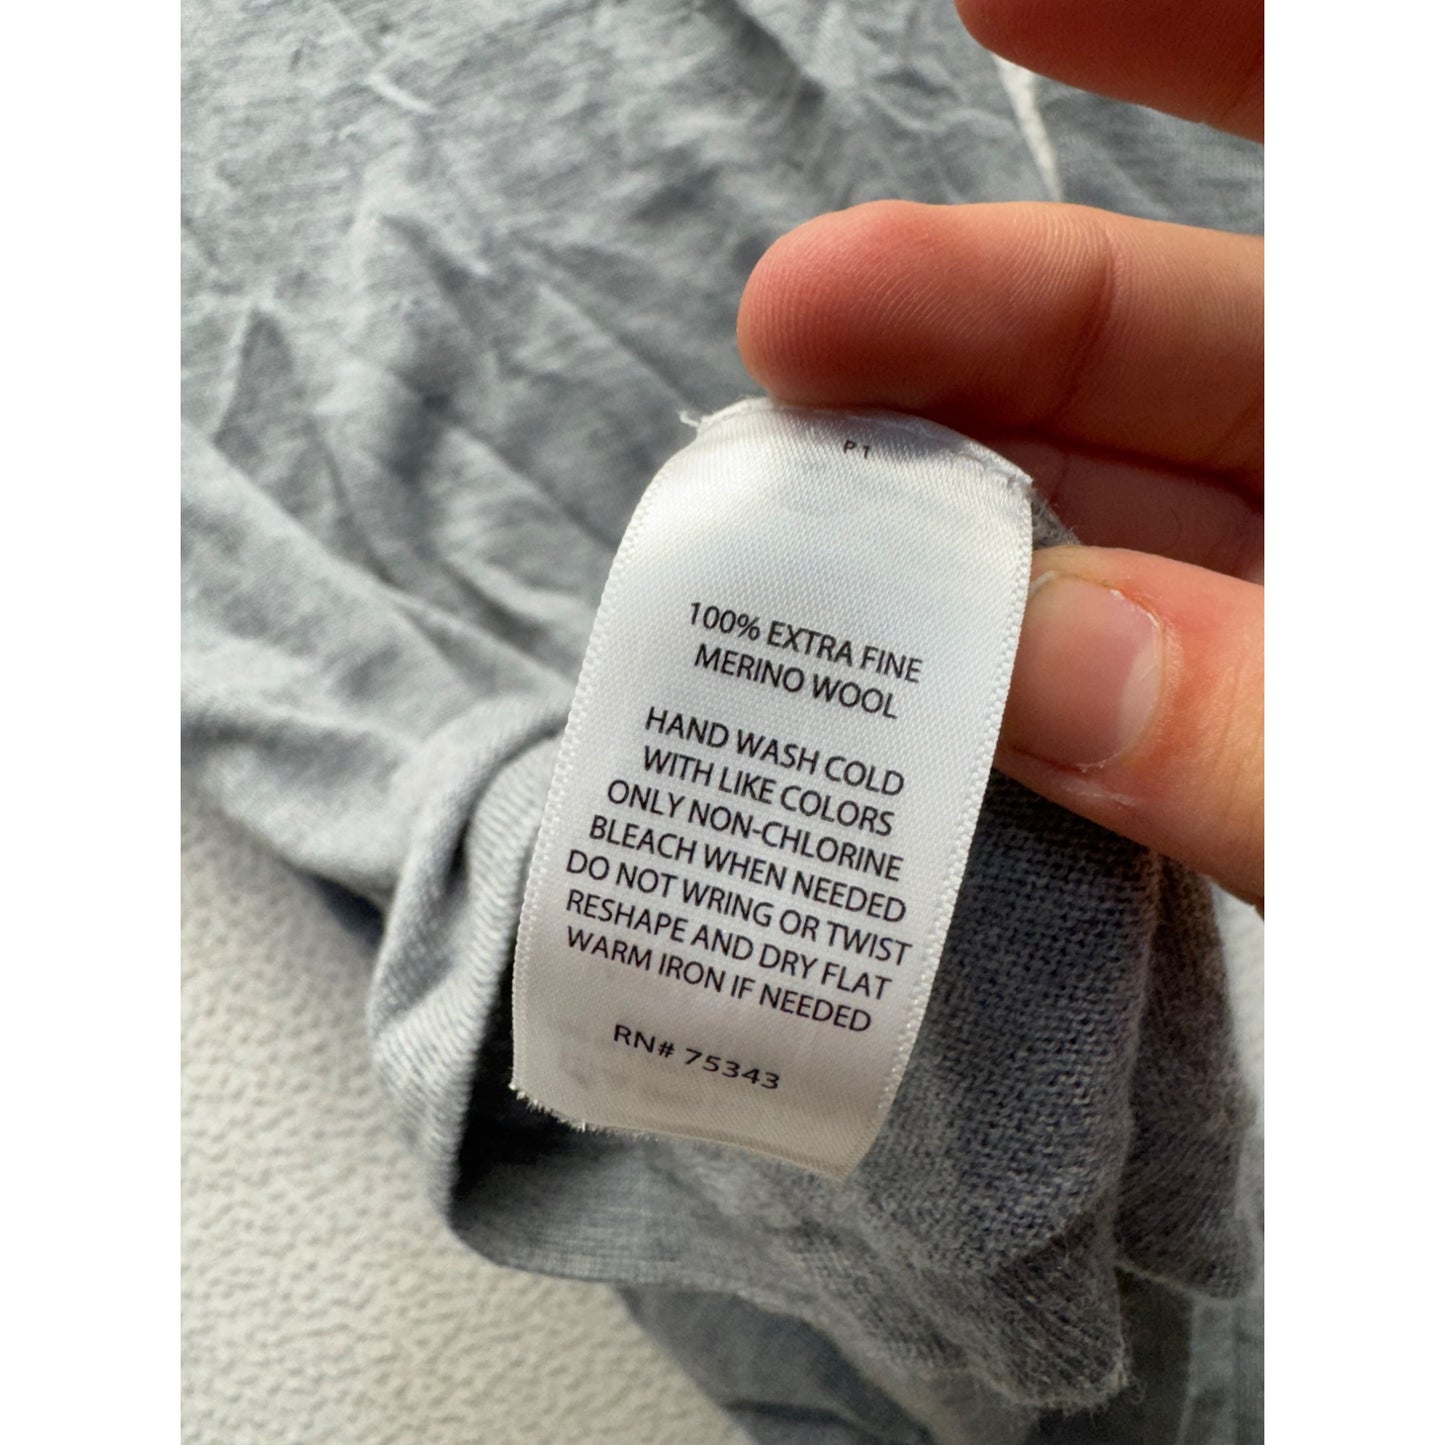 P 1
100% EXTRA FINE
MERINO WOOL
HAND WASH COLD
WITH LIKE COLORS
ONLY NON-CHLORINE
BLEACH WHEN NEEDED
DO NOT WRING OR TWIST
RESHAPE AND DRY FLAT
WARM IRON IF NEEDED
RN# 75343